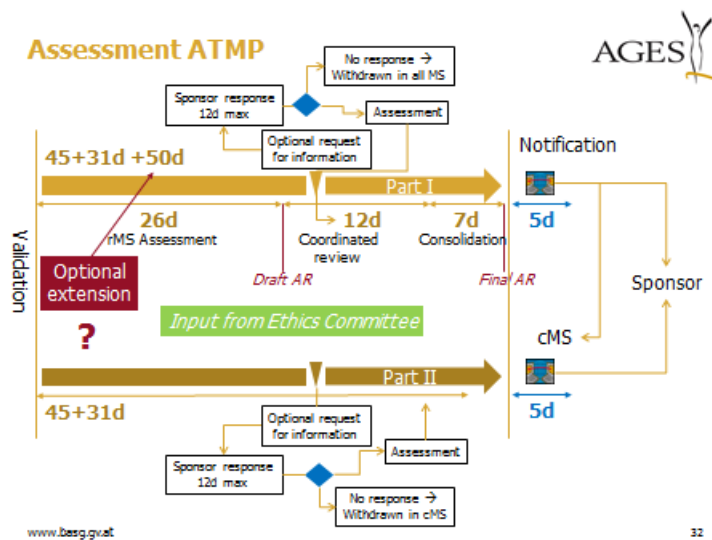 Assessment ATMP
AGES
No response →
Withdrawn in all MS
Sponsor response
12d max
Assessment
Optional request
for information
45+31d +50d
Notification
Part I
26d
12d
7d
5d
rMS Assessment
Coordinated
review
Consolidation
Validation
Optional
extension
Draft AR
Final AR
Sponsor
?
Input from Ethics Committee
cMS
Part II
45+31d
5d
Optional request
for information
Assessment
Sponsor response
12d max
No response →
Withdrawn in cMS
www.basg.gv.at
32